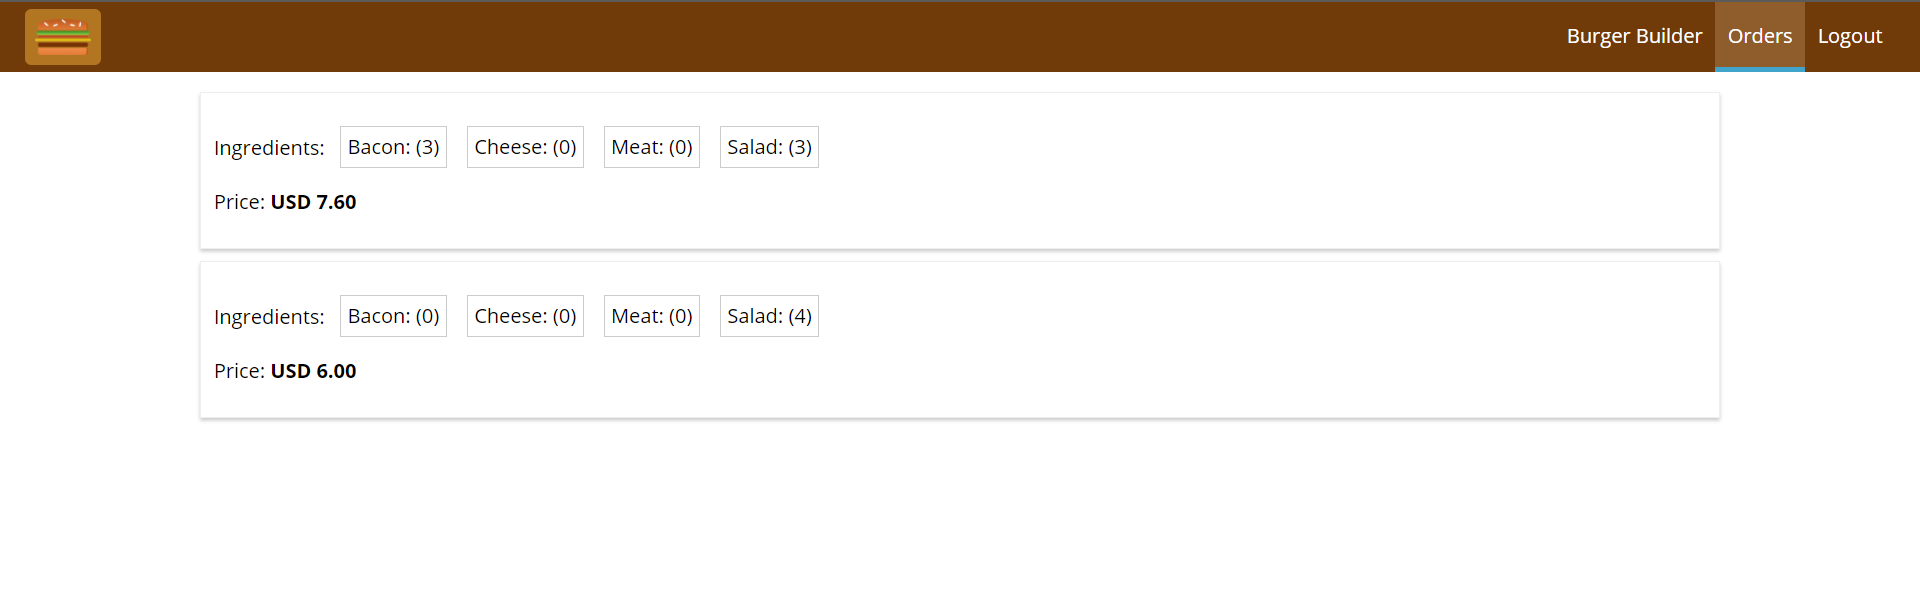 Burger Builder Orders Logout
Ingredients: Bacon: (3) Cheese: (0) Meat: (0) Salad: (3)
Price: USD 7.60
Ingredients: Bacon: (0) Cheese: (0) Meat: (0) Salad: (4)
Price: USD 6.00